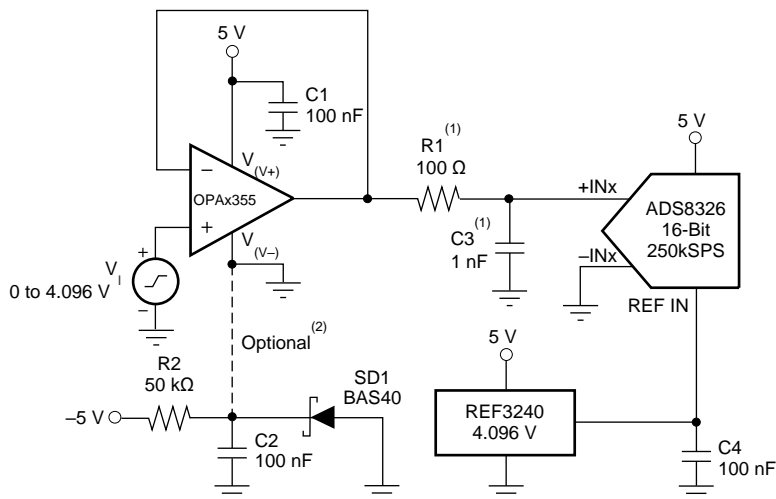 5 V
C1
100 nF
V
(V+)
−
OPAx355
+
V
(V–)
+
V
I
0 to 4.096 V
−
R1
(1)
100 Ω
C3
(1)
1 nF
5 V
+INx
ADS8326
16-Bit
250kSPS
–INx
REF IN
Optional
(2)
R2
50 kΩ
–5 V
C2
100 nF
SD1
BAS40
5 V
REF3240
4.096 V
C4
100 nF